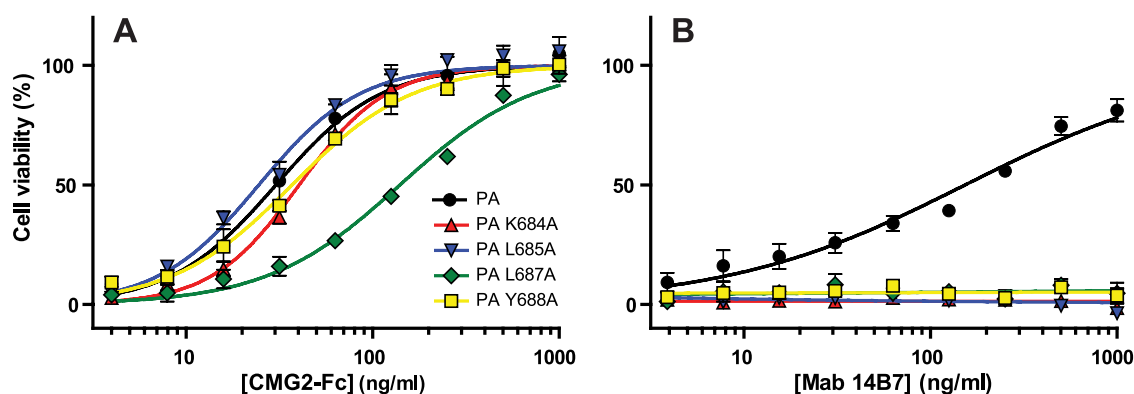 A
B
Cell viability (%)
100
50
0
10
100
1000
[CMG2-Fc] (ng/ml)
PA
PA K684A
PA L685A
PA L687A
PA Y688A
100
50
0
10
100
1000
[Mab 14B7] (ng/ml)